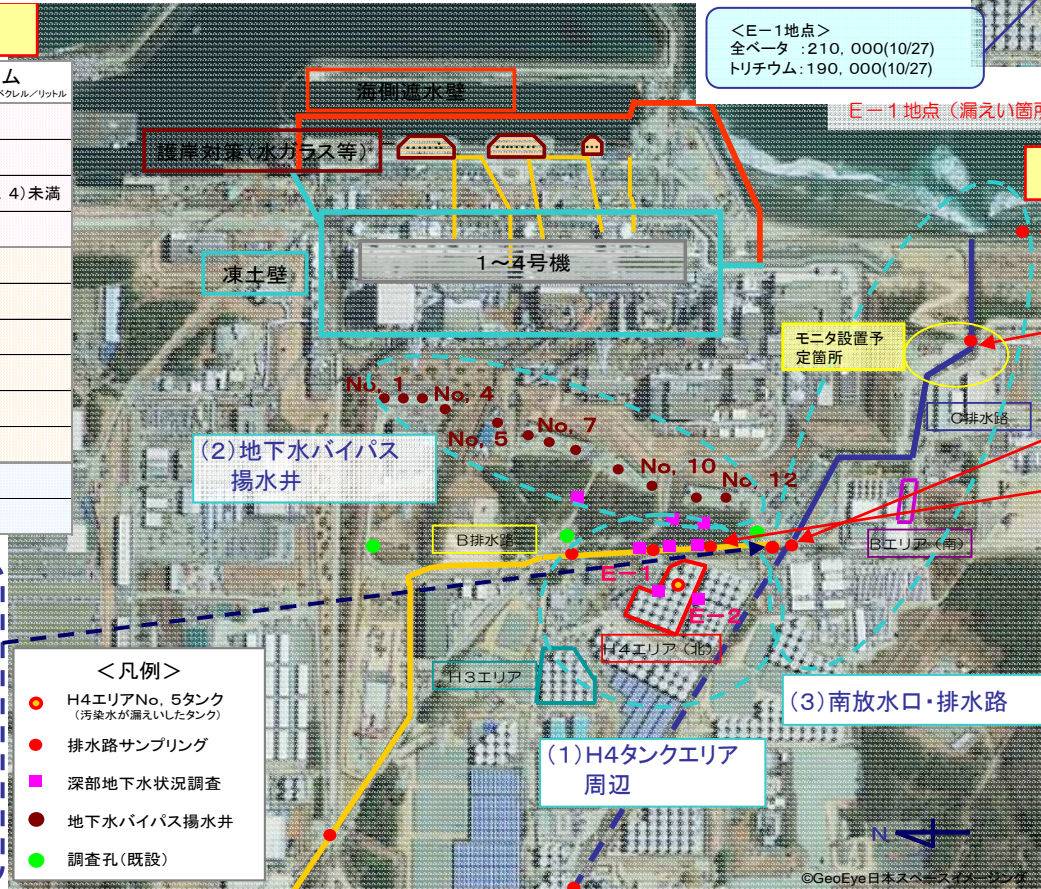 ＜E－1地点＞
全ベータ ：210，000(10/27)
トリチウム：190，000(10/27)
ム
ベクレル／リットル
海側遮水壁
E－1地点（漏えい箇所
護岸対策(水ガラス等)
4)未満
1～4号機
凍土壁
モニタ設置予
定箇所
No，1
No，4
C排水路
No，5
No，7
(2)地下水バイパス
揚水井
No，10
No，12
B排水路
Bエリア（南）
E－1
E－2
H4エリア（北）
＜凡例＞
H3エリア
H4エリアNo，5タンク
（汚染水が漏えいしたタンク）
(3)南放水口・排水路
排水路サンプリング
(1)H4タンクエリア
周辺
深部地下水状況調査
地下水バイパス揚水井
N
調査孔(既設)
©GeoEye日本スペースイメージング